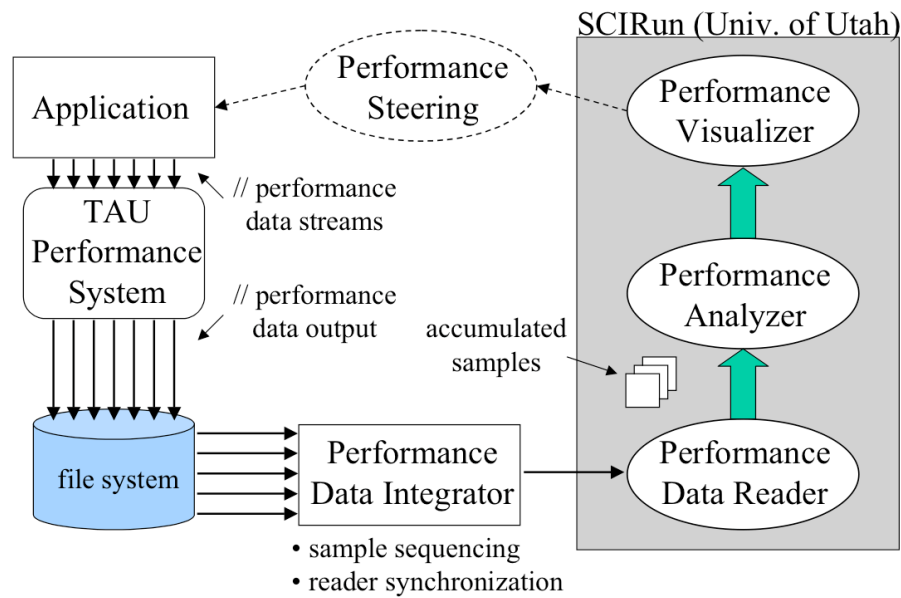 SCIRun (Univ. of Utah)
Application
Performance
Steering
Performance
Visualizer
// performance
data streams
TAU
Performance
System
// performance
data output
Performance
Analyzer
accumulated
samples
file system
Performance
Data Integrator
Performance
Data Reader
• sample sequencing
• reader synchronization